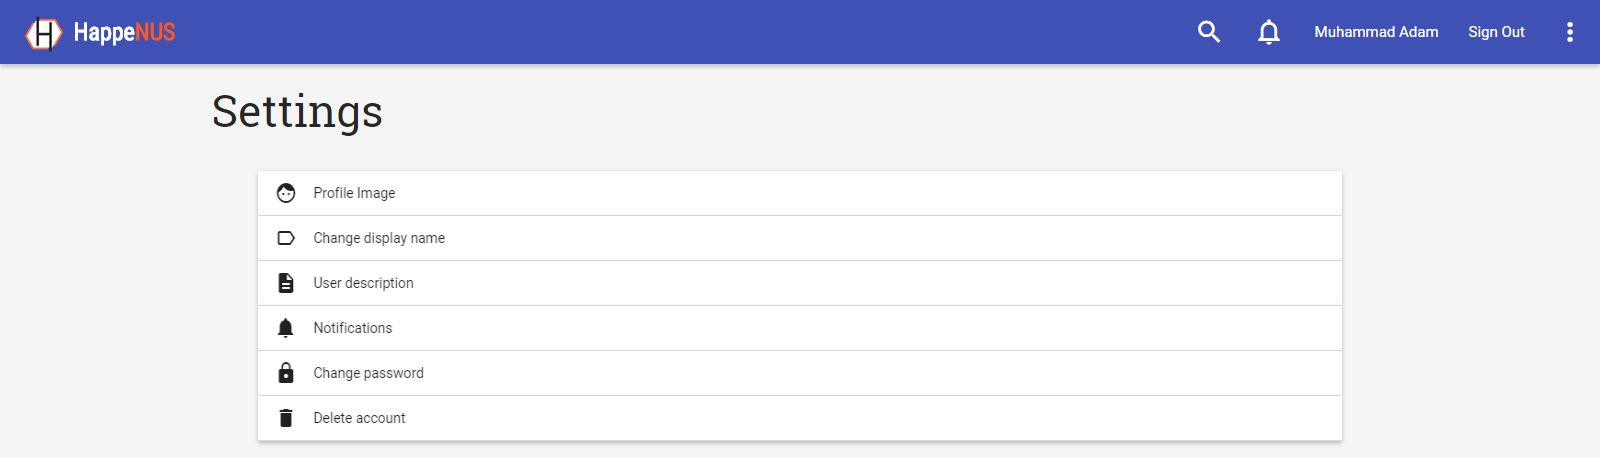 HappeNUS
Muhammad Adam
Sign Out
Settings
Profile Image
Change display name
User description
Notifications
Change password
Delete account